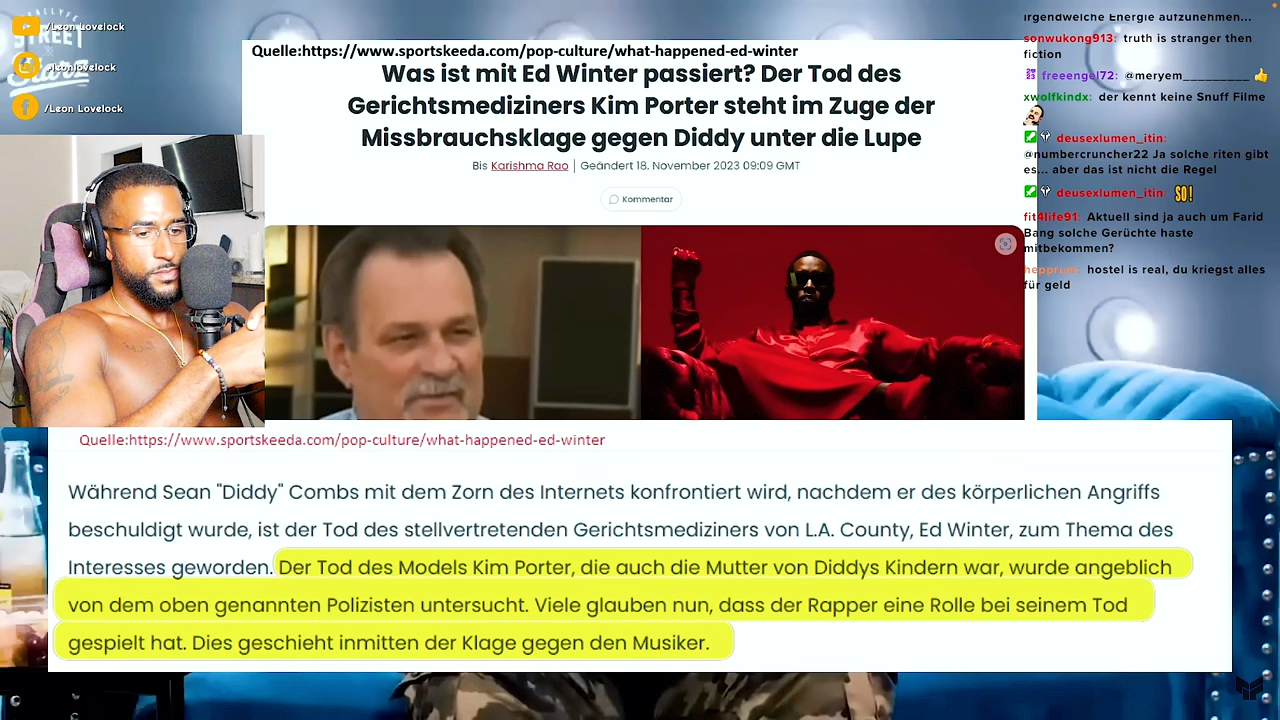 STREET
/Leon Lovelock
/leonlovelock
/Leon Lovelock
Quelle:https://www.sportskeeda.com/pop-culture/what-happened-ed-winter
Was ist mit Ed Winter passiert? Der Tod des
Gerichtsmediziners Kim Porter steht im Zuge der
Missbrauchsklage gegen Diddy unter die Lupe
Bis Karishma Rao | Geändert 18. November 2023 09:09 GMT
Kommentar
irgendwelche Energie aufzunehmen...
sonwukong913: truth is stranger then
fiction
freeengel72: @meryem_________
xwolfkindx: der kennt keine Snuff Filme
deusexlumen_itin:
@numbercruncher22 Ja solche riten gibt
es... aber das ist nicht die Regel
deusexlumen_itin: SO!
fit4life91: Aktuell sind ja auch um Farid
Bang solche Gerüchte haste
mitbekommen?
hostel is real, du kriegst alles
für geld
Quelle:https://www.sportskeeda.com/pop-culture/what-happened-ed-winter
Während Sean "Diddy" Combs mit dem Zorn des Internets konfrontiert wird, nachdem er des körperlichen Angriffs
beschuldigt wurde, ist der Tod des stellvertretenden Gerichtsmediziners von L.A. County, Ed Winter, zum Thema des
Interesses geworden. Der Tod des Models Kim Porter, die auch die Mutter von Diddys Kindern war, wurde angeblich
von dem oben genannten Polizisten untersucht. Viele glauben nun, dass der Rapper eine Rolle bei seinem Tod
gespielt hat. Dies geschieht inmitten der Klage gegen den Musiker.